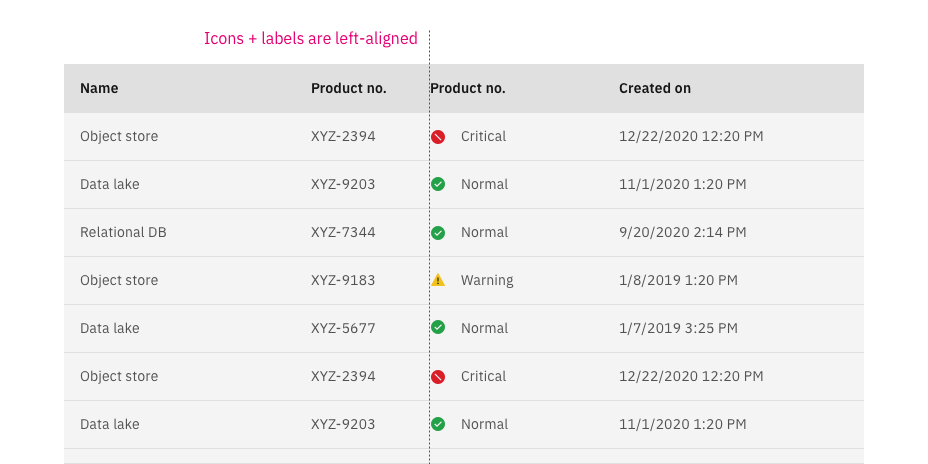 Icons + labels are left-aligned
Name Product no. Product no. Created on
Object store XYZ-2394 Critical 12/22/2020 12:20 PM
Data lake XYZ-9203 Normal 11/1/2020 1:20 PM
Relational DB XYZ-7344 Normal 9/20/2020 2:14 PM
Object store XYZ-9183 Warning 1/8/2019 1:20 PM
Data lake XYZ-5677 Normal 1/7/2019 3:25 PM
Object store XYZ-2394 Critical 12/22/2020 12:20 PM
Data lake XYZ-9203 Normal 11/1/2020 1:20 PM